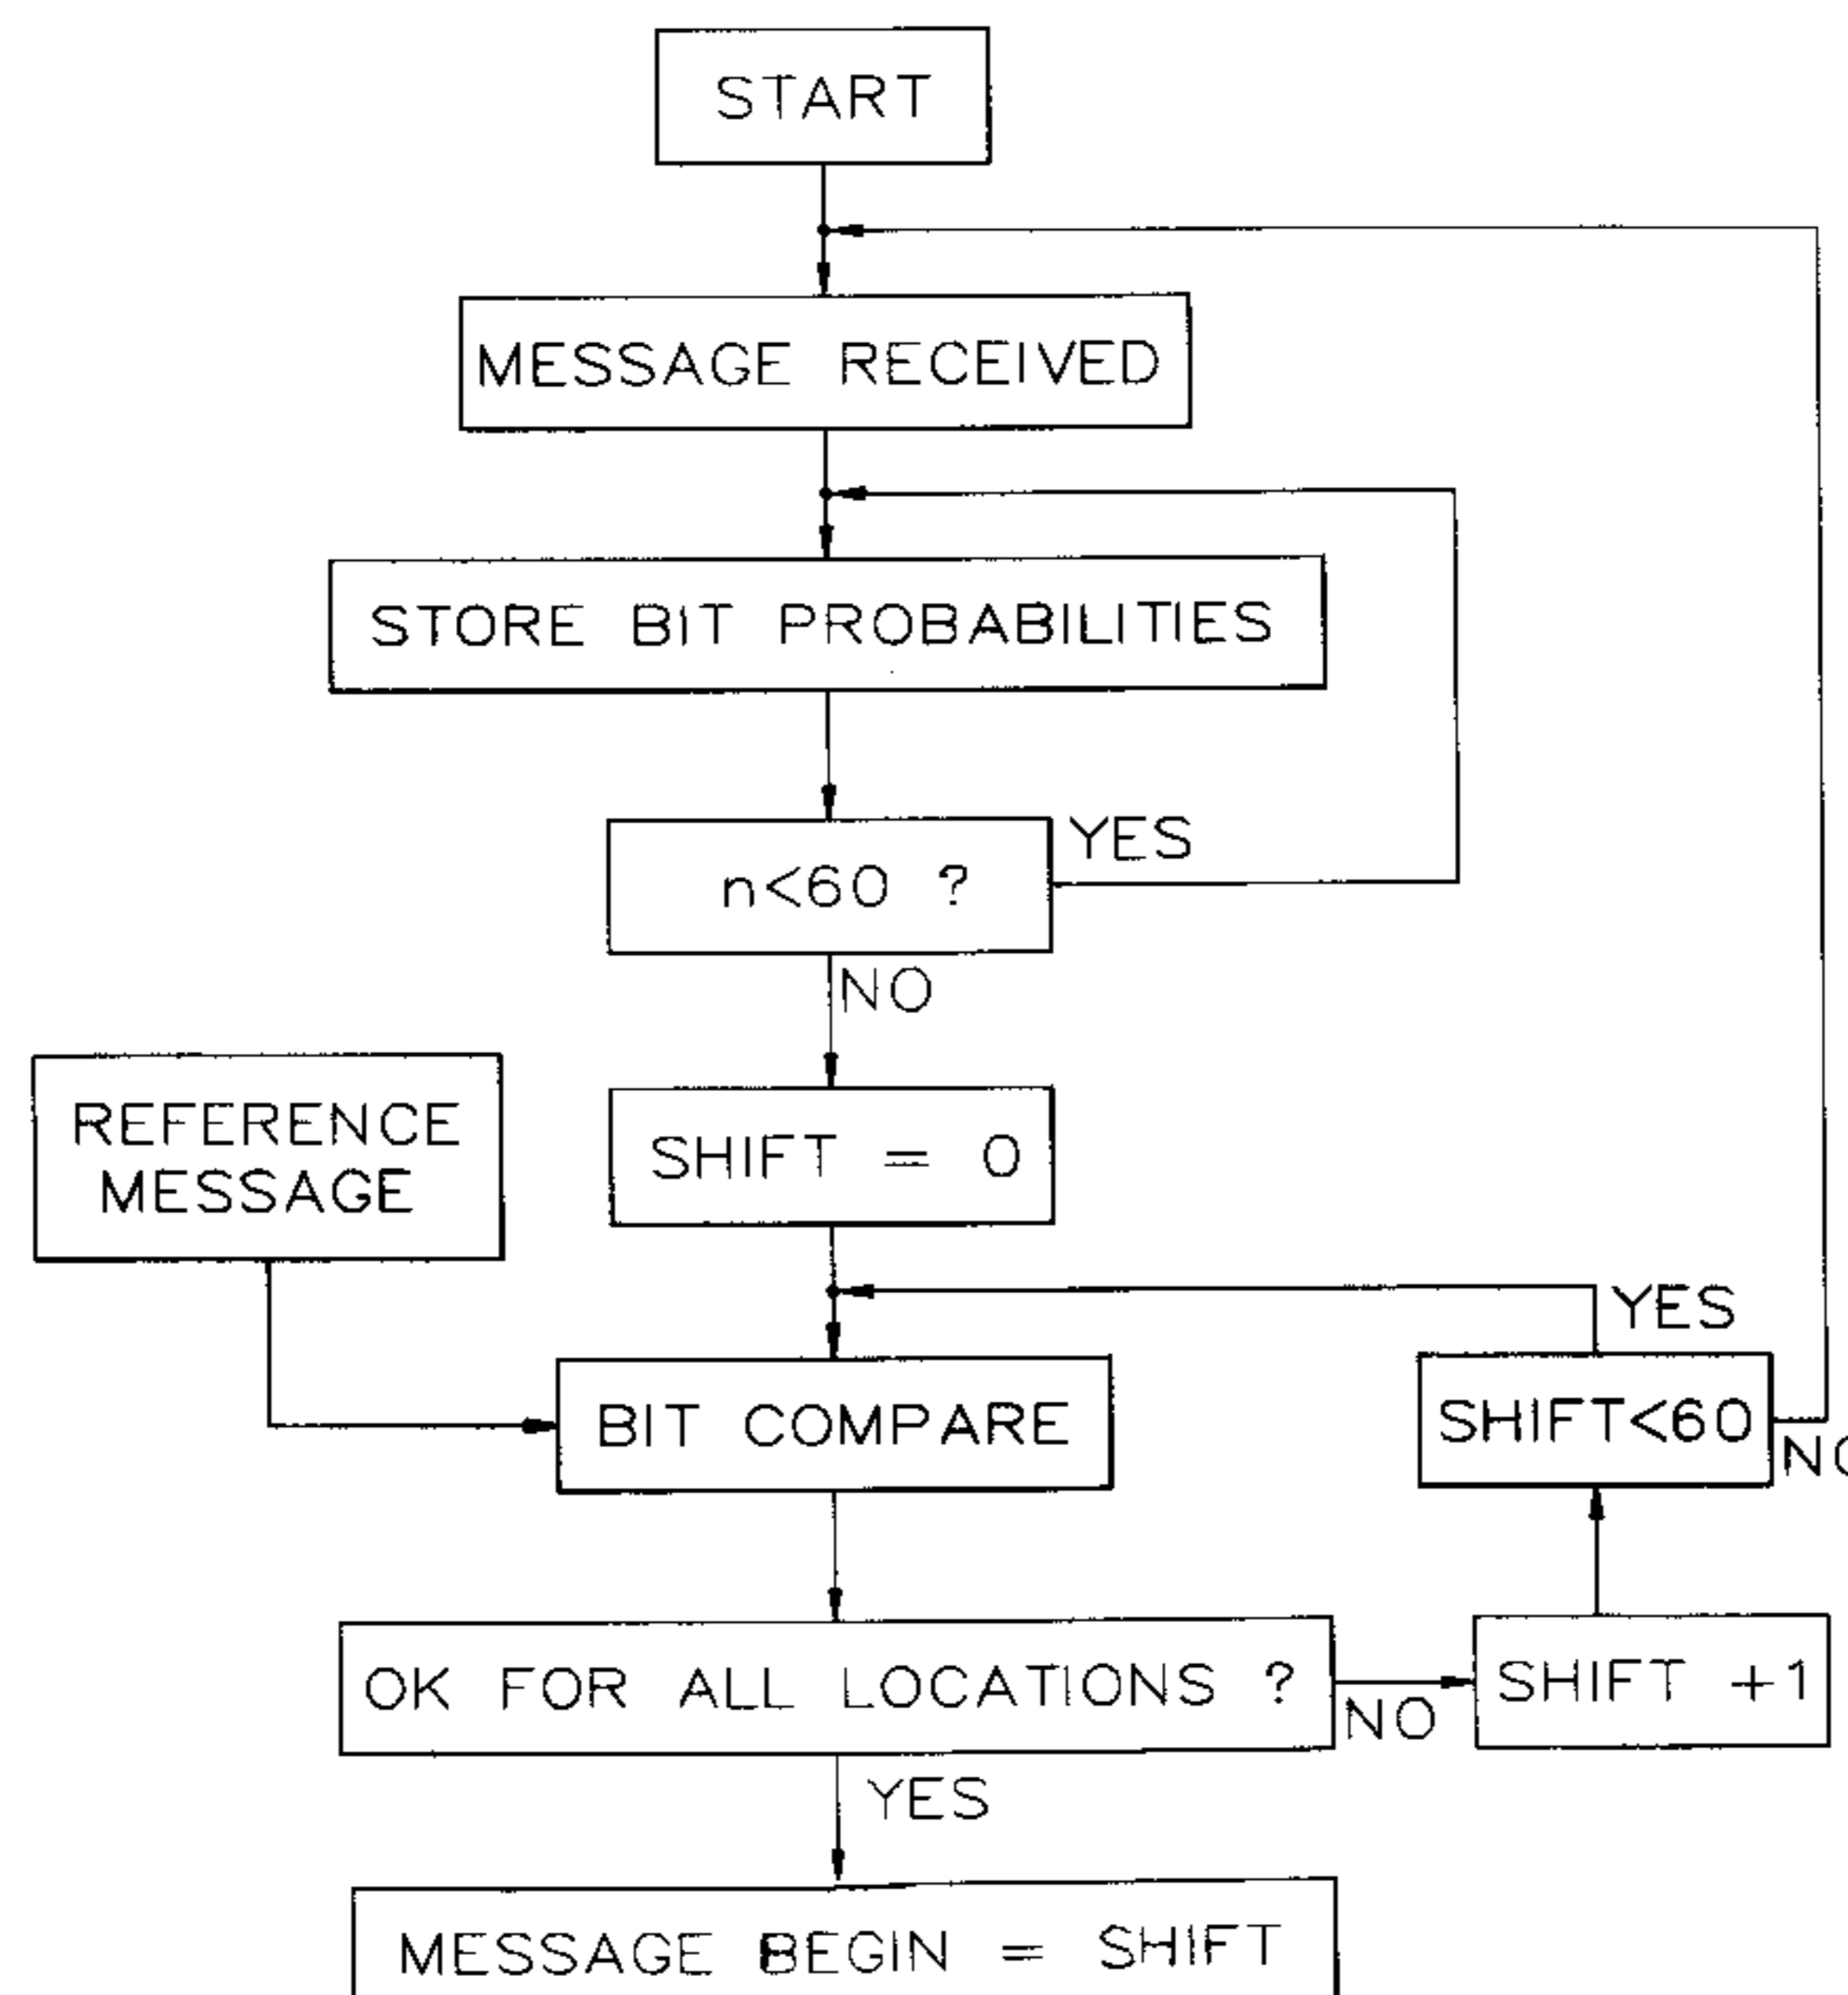 START
MESSAGE RECEIVED
STORE BIT PROBABILITIES
n<60 ?
YES
NO
REFERENCE
MESSAGE
SHIFT = 0
YES
BIT COMPARE
SHIFT<60
NO
OK FOR ALL LOCATIONS ?
NO
SHIFT +1
YES
MESSAGE BEGIN = SHIFT